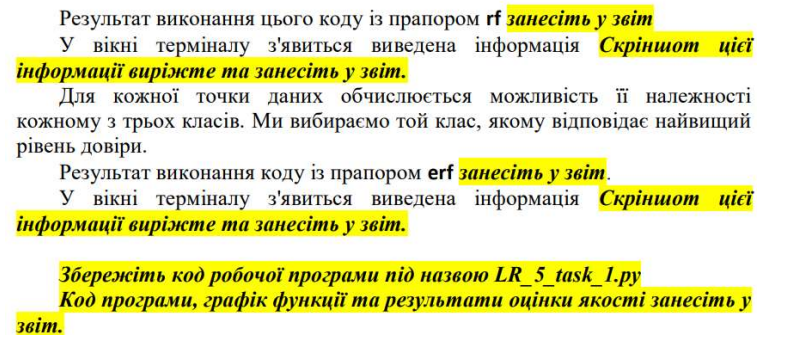 Результат виконання цього коду із прапором rf занесіть у звіт
У вікні терміналу з'явиться виведена інформація Скріншот цієї
інформації виріжте та занесіть у звіт.
Для кожної точки даних обчислюється можливість її належності
кожному з трьох класів. Ми вибираємо той клас, якому відповідає найвищий
рівень довіри.
Результат виконання коду із прапором erf занесіть у звіт.
У вікні терміналу з'явиться виведена інформація Скріншот цієї
інформації виріжте та занесіть у звіт.
Збережіть код робочої програми під назвою LR_5_task_1.py
Код програми, графік функції та результати оцінки якості занесіть у
звіт.